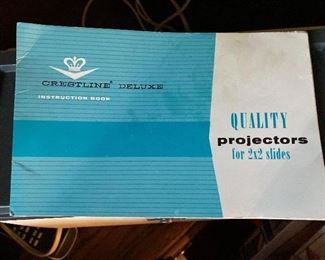 CRESTLINE® DELUXE
INSTRUCTION BOOK
QUALITY
projectors
for 2x2 slides